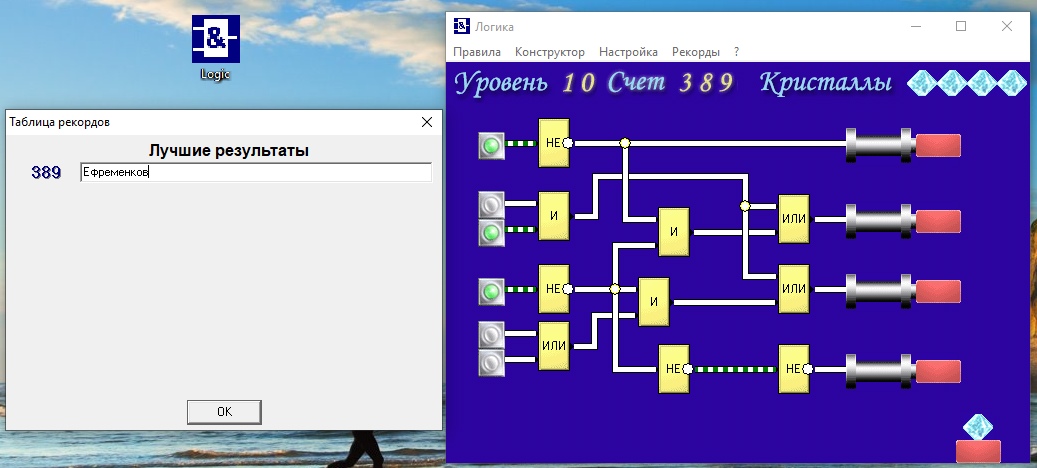 &
Logic
Таблица рекордов
Лучшие результаты
389 Ефременков
OK
Логика
Правила Конструктор Настройка Рекорды ?
Уровень 10 Счет 389 Кристаллы
НЕ
И
И
ИЛИ
НЕ
И
ИЛИ
ИЛИ
НЕ
НЕ